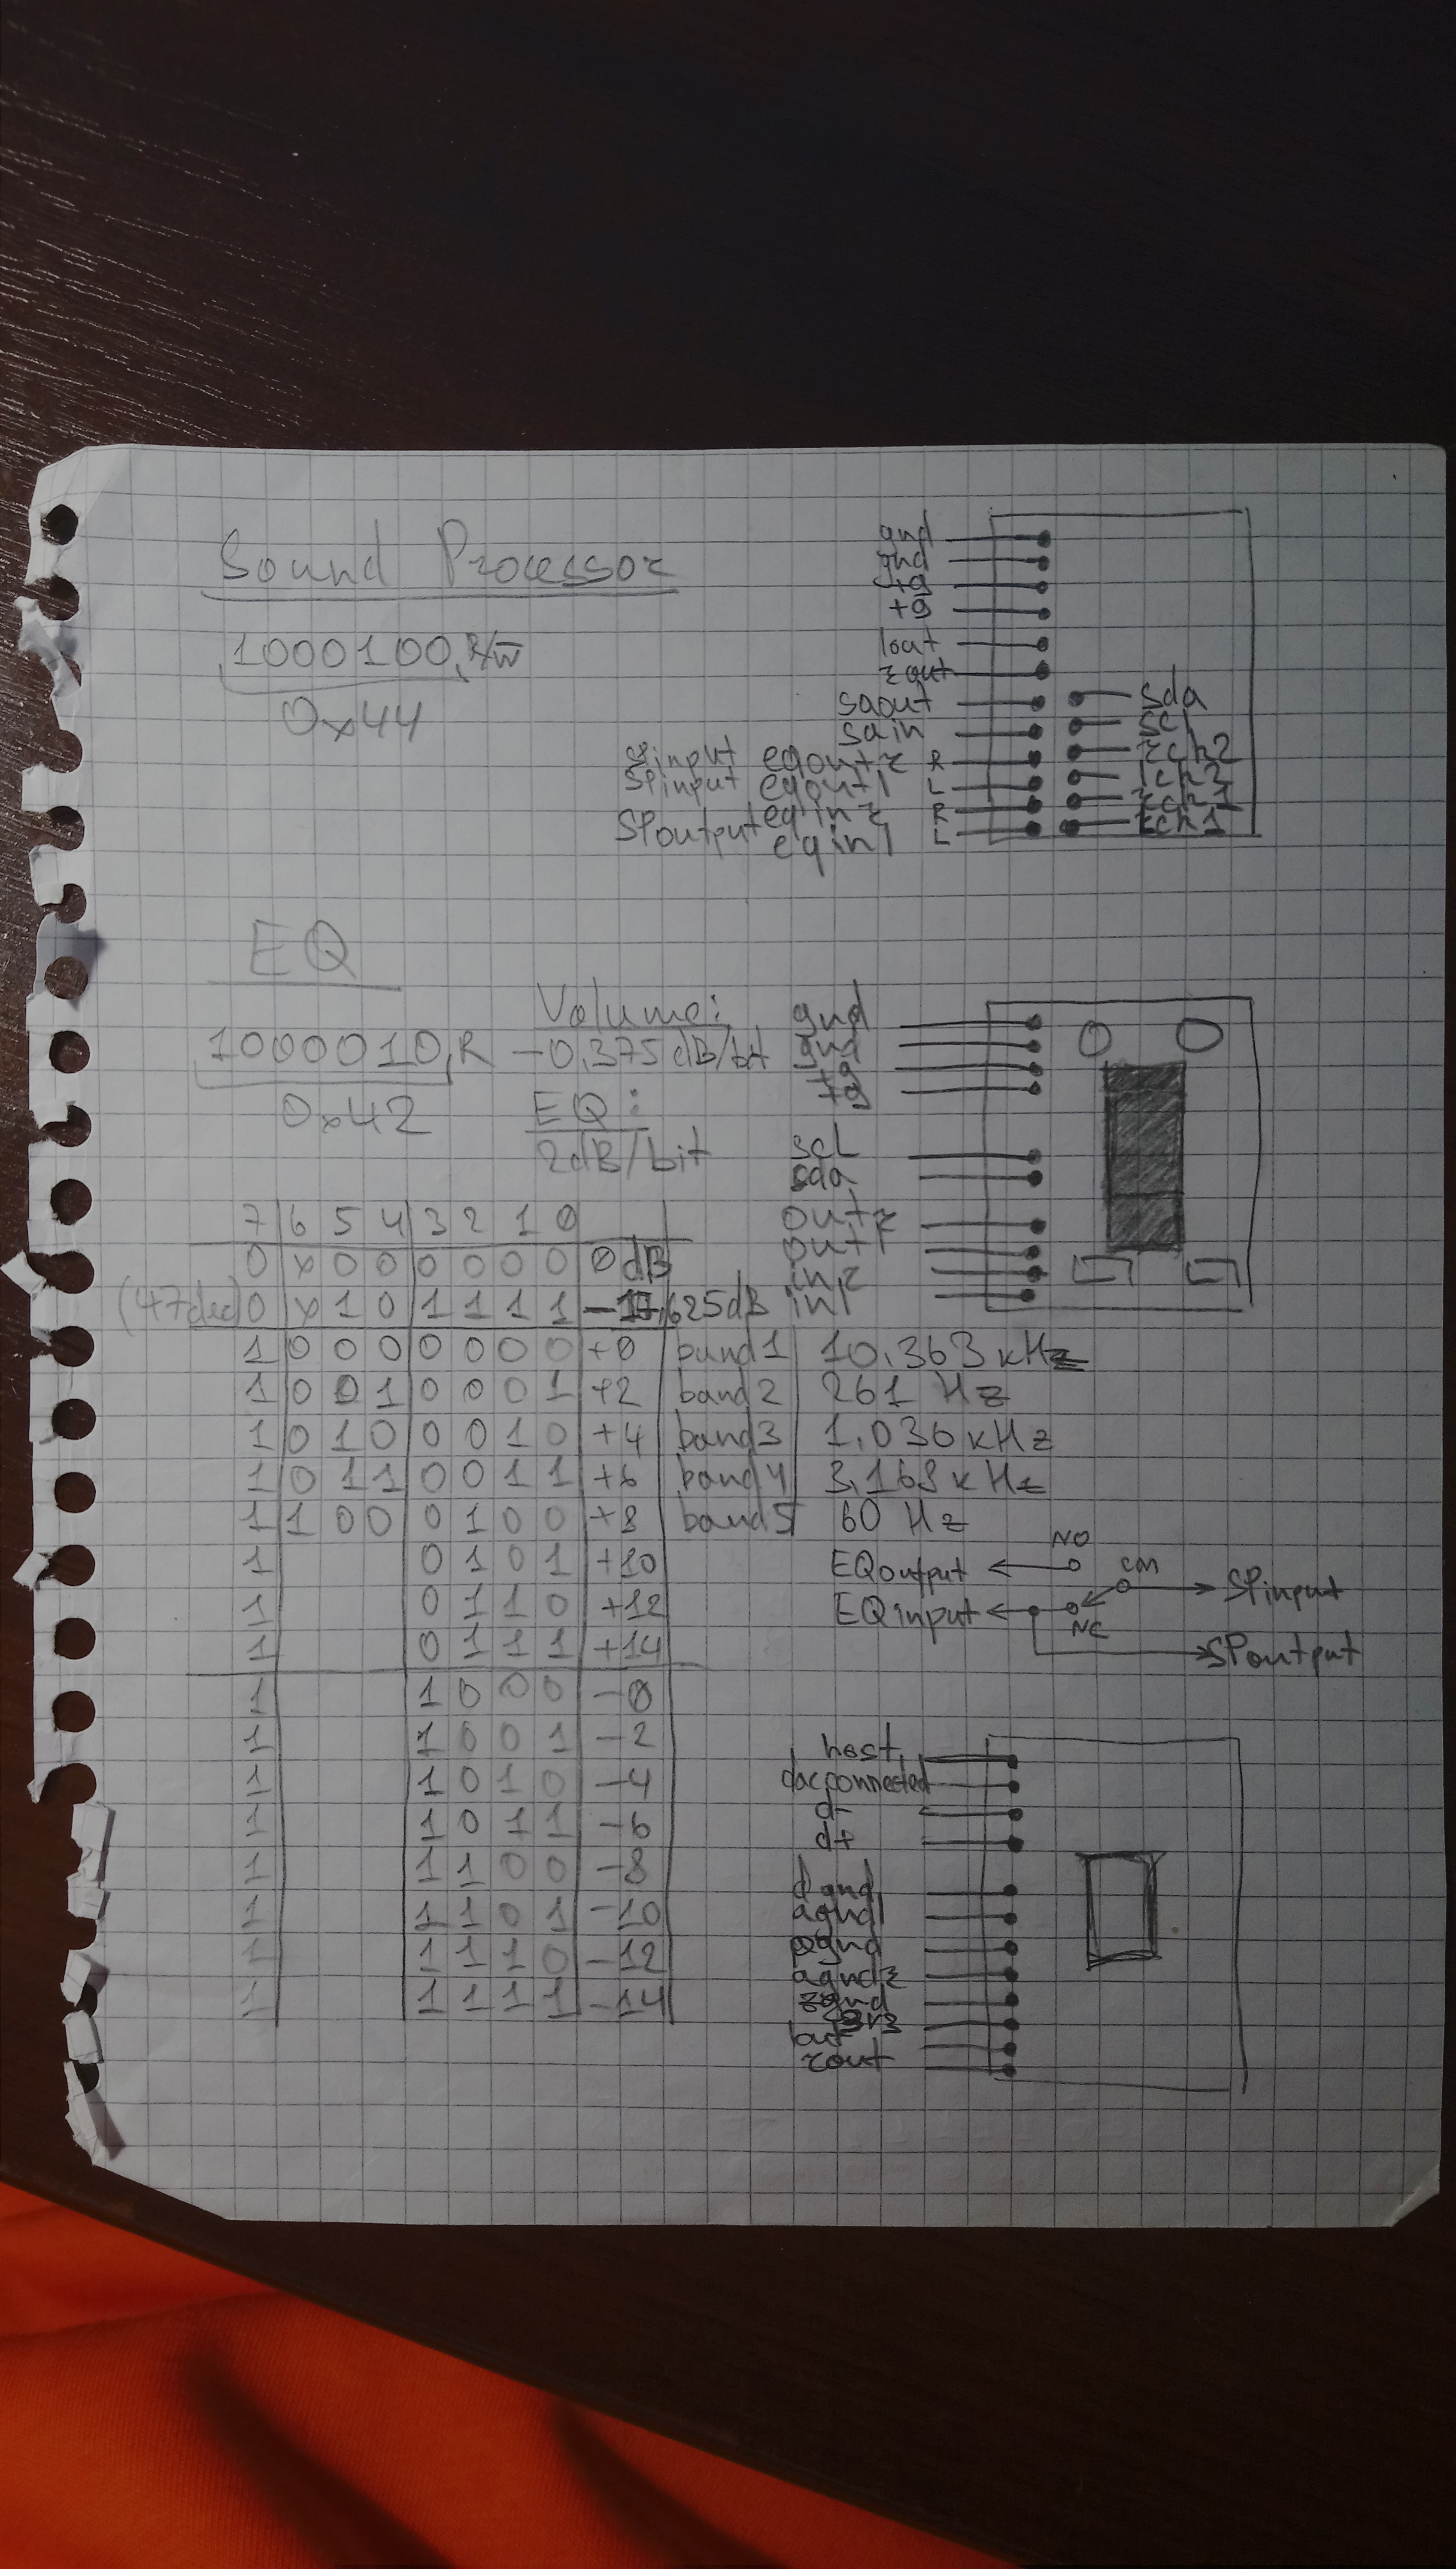 Sound Processor
1000100, R/W
0x44
gnd
gnd
+9
+9
lout
rout
saout
sain
SPinput eqoutr R
SPinput eqoutl L
SPoutput eqinr R
eqinl L
sda
scl
rch2
lch2
rch1
EQ
1000010, R
0x42
Volume:
-0,375dB/bit
EQ:
2dB/bit
gnd
gnd
+9
+9
scl
sda
outr
outl
inr
inl
7 6 5 4 3 2 1 0
0 x 0 0 0 0 0 0 0dB
(47dec) 0 x 1 0 1 1 1 1 -17,625dB
1 0 0 0 0 0 0 0 +0 band1 10,363 kHz
1 0 0 1 0 0 0 1 +2 band2 261 Hz
1 0 1 0 0 0 1 0 +4 band3 1,036 kHz
1 0 1 1 0 0 1 1 +6 band4 3,163 kHz
1 1 0 0 0 1 0 0 +8 band5 60 Hz
1 0 1 0 1 +10
1 0 1 1 0 +12
1 0 1 1 1 +14
1 1 0 0 0 -0
1 1 0 0 1 -2
1 1 0 1 0 -4
1 1 0 1 1 -6
1 1 1 0 0 -8
1 1 1 0 1 -10
1 1 1 1 0 -12
1 1 1 1 1 -14
NO
EQoutput
cm
SPinput
EQinput
NC
SPoutput
host
dacconnected
d-
d+
dgnd
agndl
pgnd
agndr
3v3
lout
rout